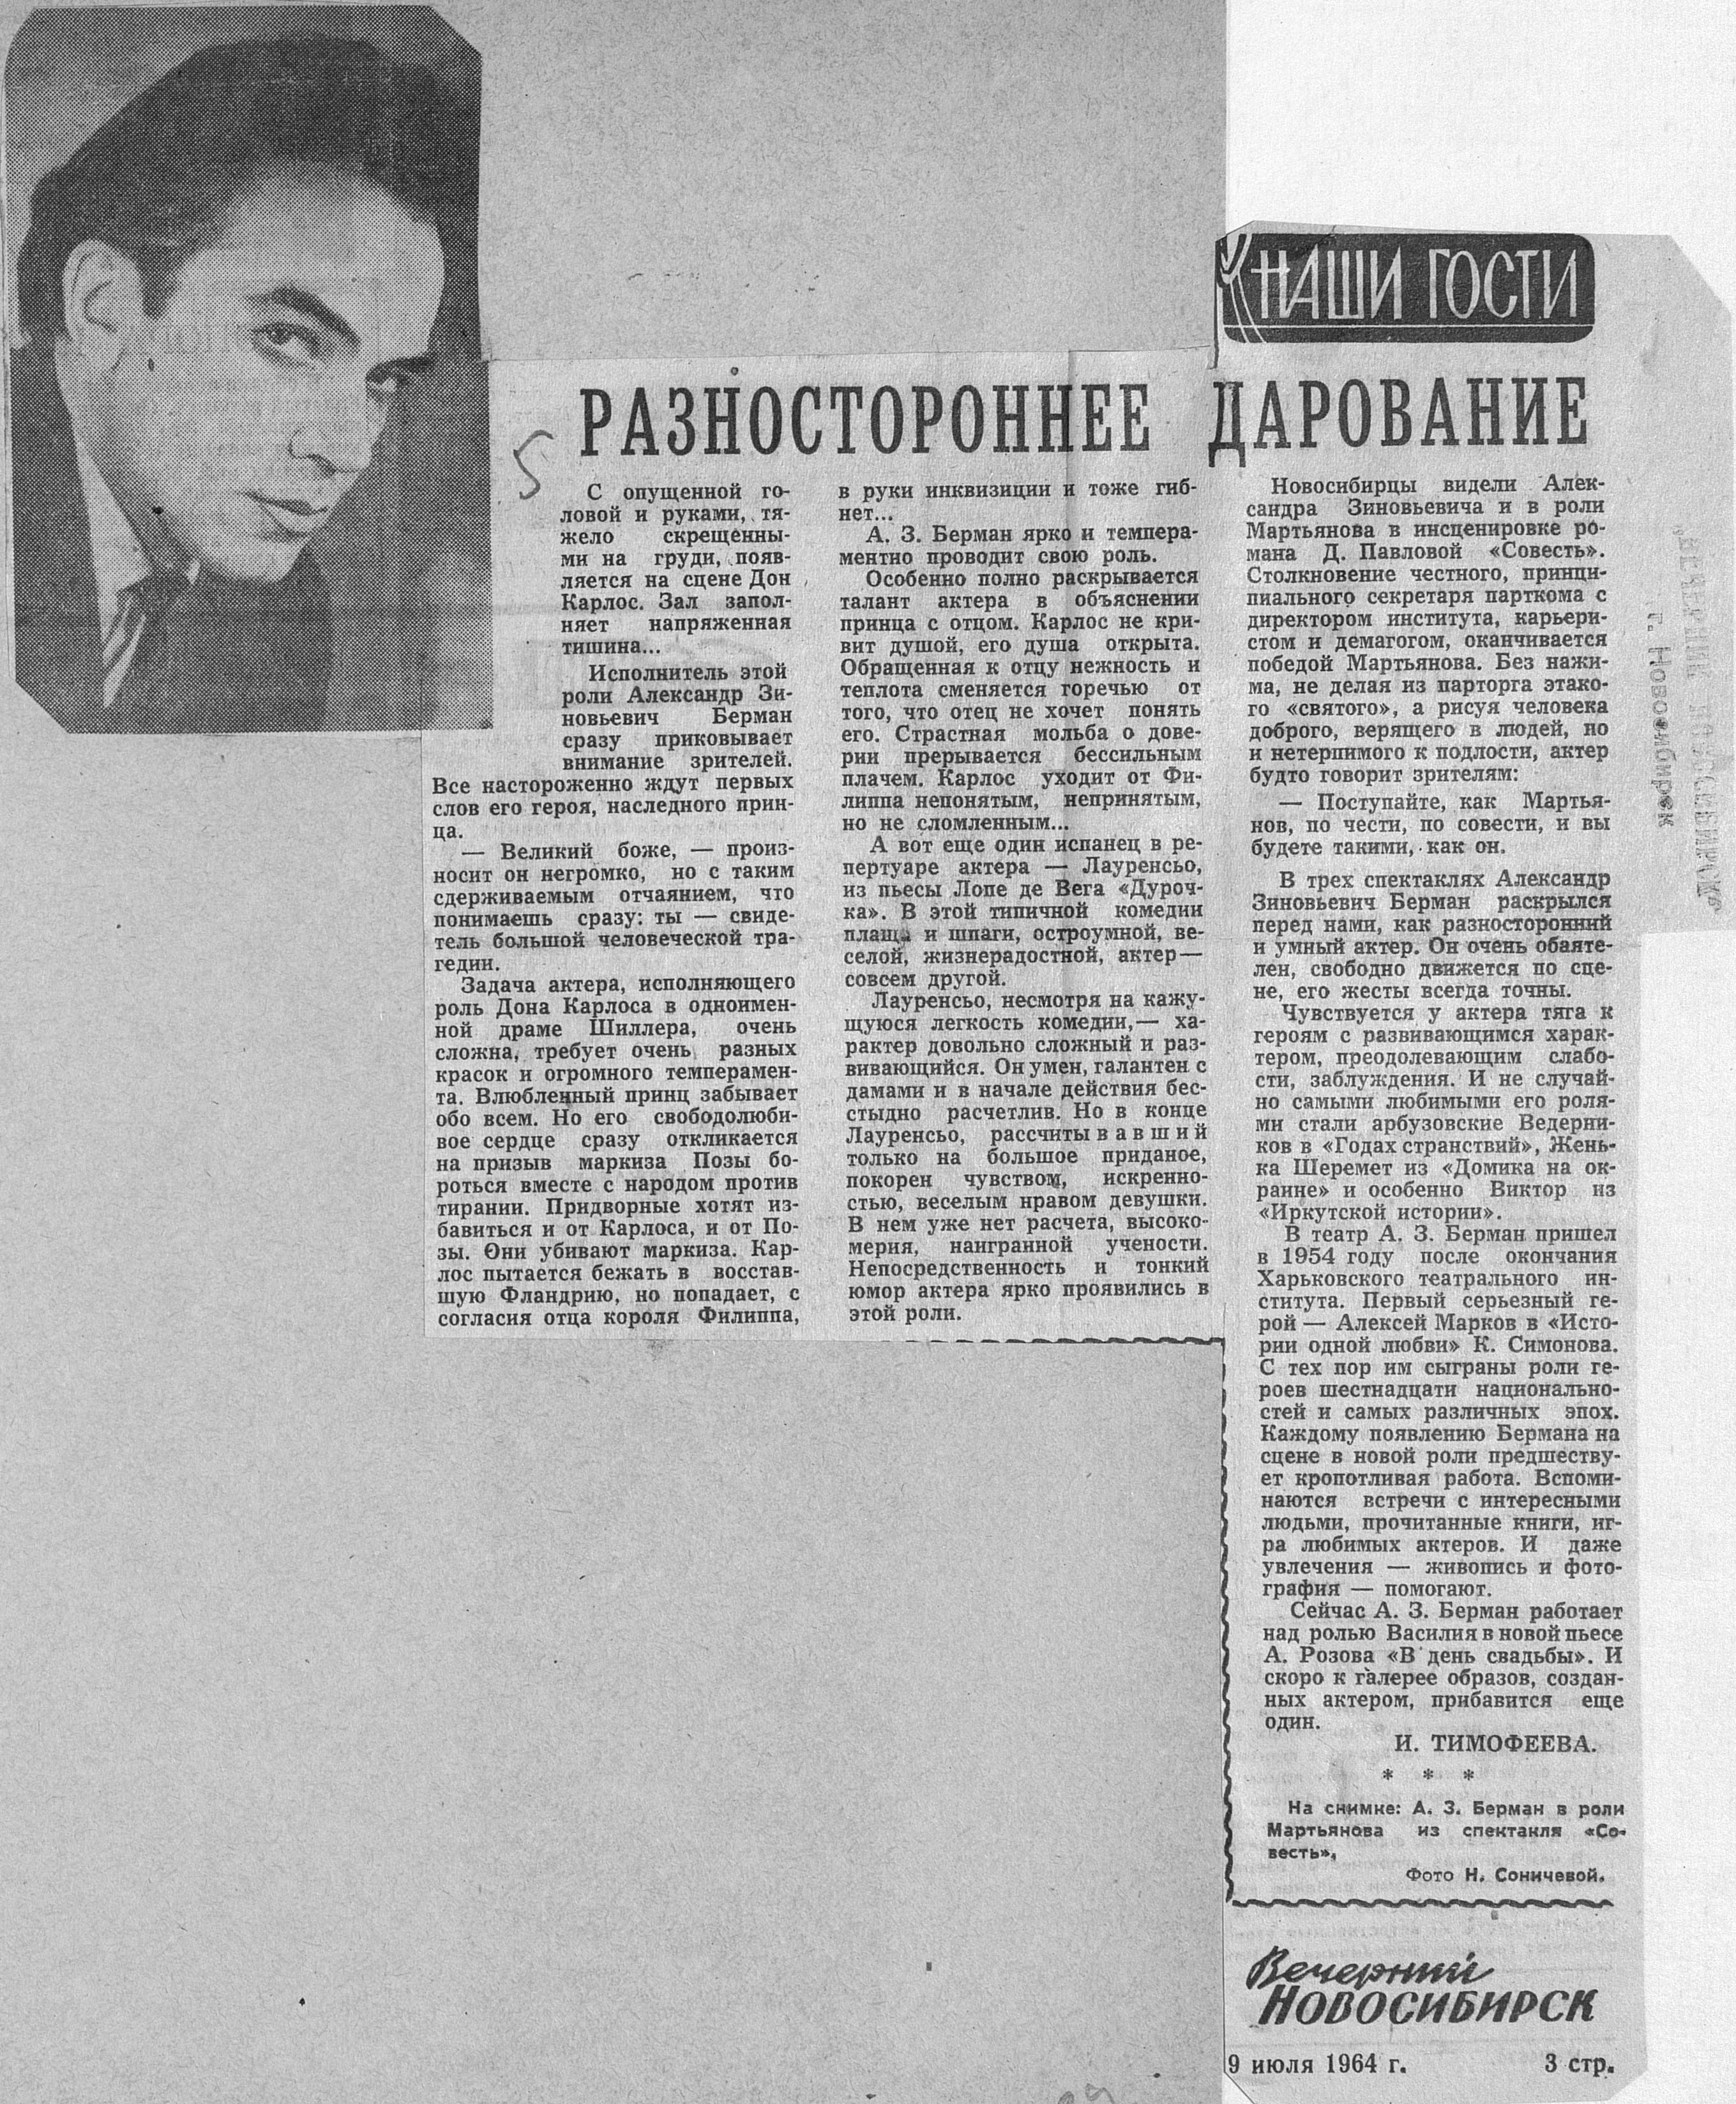 НАШИ ГОСТИ
РАЗНОСТОРОННЕЕ ДАРОВАНИЕ
5
С опущенной го-
ловой и руками, тя-
жело скрещенны-
ми на груди, появ-
ляется на сцене Дон
Карлос. Зал запол-
няет напряженная
тишина...
Исполнитель этой
роли Александр Зи-
новьевич Берман
сразу приковывает
внимание зрителей.
Все настороженно ждут первых
слов его героя, наследного прин-
ца.
— Великий боже, — произ-
носит он негромко, но с таким
сдерживаемым отчаянием, что
понимаешь сразу: ты — свиде-
тель большой человеческой тра-
гедии.
Задача актера, исполняющего
роль Дона Карлоса в одноимен-
ной драме Шиллера, очень
сложна, требует очень разных
красок и огромного темперамен-
та. Влюбленный принц забывает
обо всем. Но его свободолюби-
вое сердце сразу откликается
на призыв маркиза Позы бо-
роться вместе с народом против
тирании. Придворные хотят из-
бавиться и от Карлоса, и от По-
зы. Они убивают маркиза. Кар-
лос пытается бежать в восстав-
шую Фландрию, но попадает, с
согласия отца короля Филиппа,
в руки инквизиции и тоже гиб-
нет...
А. З. Берман ярко и темпера-
ментно проводит свою роль.
Особенно полно раскрывается
талант актера в объяснении
принца с отцом. Карлос не кри-
вит душой, его душа открыта.
Обращенная к отцу нежность и
теплота сменяется горечью от
того, что отец не хочет понять
его. Страстная мольба о дове-
рии прерывается бессильным
плачем. Карлос уходит от Фи-
липпа непонятым, непринятым,
но не сломленным...
А вот еще один испанец в ре-
пертуаре актера — Лауренсьо,
из пьесы Лопе де Вега «Дуроч-
ка». В этой типичной комедии
плаща и шпаги, остроумной, ве-
селой, жизнерадостной, актер —
совсем другой.
Лауренсьо, несмотря на кажу-
щуюся легкость комедии, — ха-
рактер довольно сложный и раз-
вивающийся. Он умен, галантен с
дамами и в начале действия бес-
стыдно расчетлив. Но в конце
Лауренсьо, рассчитывавший
только на большое приданое,
покорен чувством, искренно-
стью, веселым нравом девушки.
В нем уже нет расчета, высоко-
мерия, наигранной учености.
Непосредственность и тонкий
юмор актера ярко проявились в
этой роли.
Новосибирцы видели Алек-
сандра Зиновьевича и в роли
Мартьянова в инсценировке ро-
мана Д. Павловой «Совесть».
Столкновение честного, принци-
пиального секретаря парткома с
директором института, карьери-
стом и демагогом, оканчивается
победой Мартьянова. Без нажи-
ма, не делая из парторга этако-
го «святого», а рисуя человека
доброго, верящего в людей, но
и нетерпимого к подлости, актер
будто говорит зрителям:
— Поступайте, как Мартья-
нов, по чести, по совести, и вы
будете такими, как он.
В трех спектаклях Александр
Зиновьевич Берман раскрылся
перед нами, как разносторонний
и умный актер. Он очень обаяте-
лен, свободно движется по сце-
не, его жесты всегда точны.
Чувствуется у актера тяга к
героям с развивающимся харак-
тером, преодолевающим слабо-
сти, заблуждения. И не случай-
но самыми любимыми его роля-
ми стали арбузовские Ведерни-
ков в «Годах странствий», Жень-
ка Шеремет из «Домика на ок-
раине» и особенно Виктор из
«Иркутской истории».
В театр А. З. Берман пришел
в 1954 году после окончания
Харьковского театрального ин-
ститута. Первый серьезный ге-
рой — Алексей Марков в «Исто-
рии одной любви» К. Симонова.
С тех пор им сыграны роли ге-
роев шестнадцати национально-
стей и самых различных эпох.
Каждому появлению Бермана на
сцене в новой роли предшеству-
ет кропотливая работа. Вспоми-
наются встречи с интересными
людьми, прочитанные книги, иг-
ра любимых актеров. И даже
увлечения — живопись и фото-
графия — помогают.
Сейчас А. З. Берман работает
над ролью Василия в новой пьесе
А. Розова «В день свадьбы». И
скоро к галерее образов, создан-
ных актером, прибавится еще
один.
И. ТИМОФЕЕВА.
* * *
На снимке: А. З. Берман в роли
Мартьянова из спектакля «Со-
весть».
Фото Н. Соничевой.
Вечерний
НОВОСИБИРСК
9 июля 1964 г. 3 стр.
г. Новосибирск